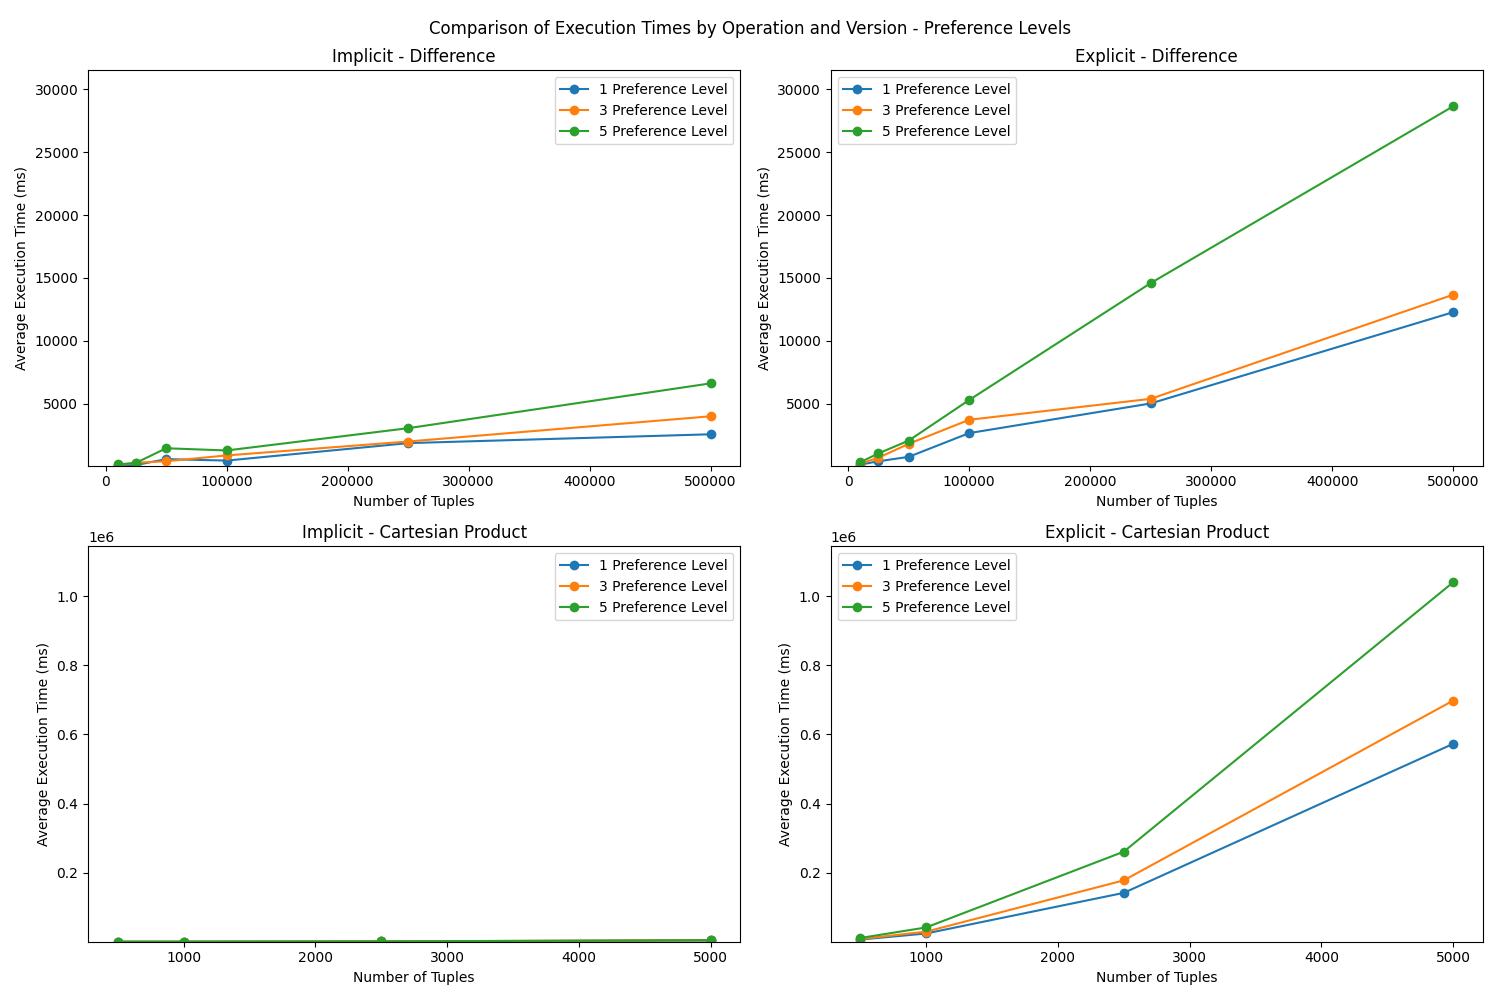 Comparison of Execution Times by Operation and Version - Preference Levels
Implicit - Difference
30000
25000
20000
15000
10000
5000
Average Execution Time (ms)
1 Preference Level
3 Preference Level
5 Preference Level
0 100000 200000 300000 400000 500000
Number of Tuples
Explicit - Difference
30000
25000
20000
15000
10000
5000
Average Execution Time (ms)
1 Preference Level
3 Preference Level
5 Preference Level
0 100000 200000 300000 400000 500000
Number of Tuples
Implicit - Cartesian Product
1e6
1.0
0.8
0.6
0.4
0.2
Average Execution Time (ms)
1 Preference Level
3 Preference Level
5 Preference Level
1000 2000 3000 4000 5000
Number of Tuples
Explicit - Cartesian Product
1e6
1.0
0.8
0.6
0.4
0.2
Average Execution Time (ms)
1 Preference Level
3 Preference Level
5 Preference Level
1000 2000 3000 4000 5000
Number of Tuples